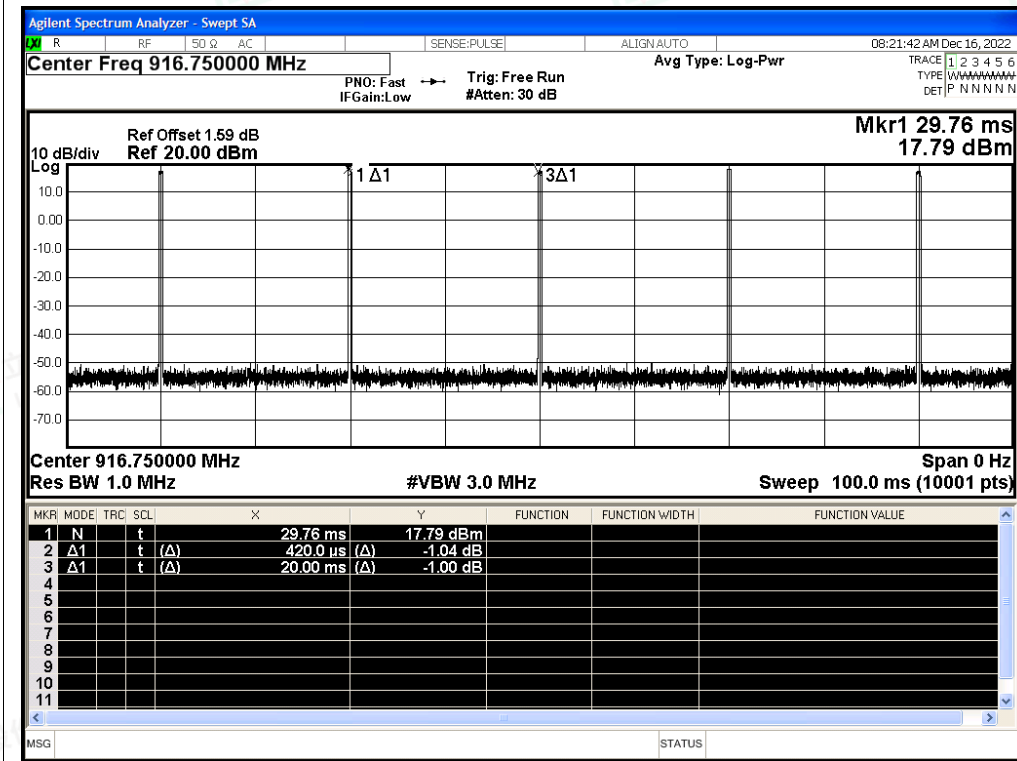 Agilent Spectrum Analyzer - Swept SA
LXI R RF 50 Ω AC SENSE:PULSE ALIGN AUTO 08:21:42 AM Dec 16, 2022
Center Freq 916.750000 MHz
PNO: Fast
IFGain:Low
Trig: Free Run
#Atten: 30 dB
Avg Type: Log-Pwr
TRACE 1 2 3 4 5 6
TYPE WWWWWW
DET P N N N N N
Mkr1 29.76 ms
17.79 dBm
Ref Offset 1.59 dB
10 dB/div Ref 20.00 dBm
Log
1 Δ1 3Δ1
10.0
0.00
-10.0
-20.0
-30.0
-40.0
-50.0
-60.0
-70.0
Center 916.750000 MHz Span 0 Hz
Res BW 1.0 MHz #VBW 3.0 MHz Sweep 100.0 ms (10001 pts)
MKR MODE TRC SCL X Y FUNCTION FUNCTION WIDTH FUNCTION VALUE
1 N t 29.76 ms 17.79 dBm
2 Δ1 t (Δ) 420.0 µs (Δ) -1.04 dB
3 Δ1 t (Δ) 20.00 ms (Δ) -1.00 dB
4
5
6
7
8
9
10
11
MSG STATUS